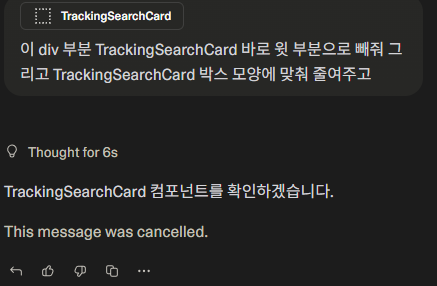 TrackingSearchCard
이 div 부분 TrackingSearchCard 바로 윗 부분으로 빼줘 그
리고 TrackingSearchCard 박스 모양에 맞춰 줄여주고
Thought for 6s
TrackingSearchCard 컴포넌트를 확인하겠습니다.
This message was cancelled.